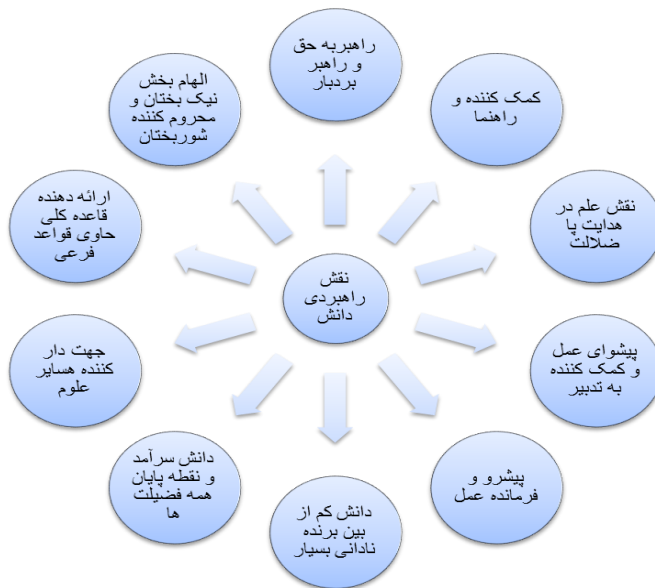 راهبربه حق
و راهبر
بردبار
کمک کننده و
راهنما
نقش علم در
هدایت پا
ضلالت
پیشوای عمل
و کمک کننده
به تدبیر
پیشرو و
فرمانده عمل
دانش کم از
بین برنده
نادانی بسیار
دانش سرآمد
و نقطه پایان
همه فضیلت
ها
جهت دار
کننده هسایر
علوم
ارائه دهنده
قاعده کلی
حاوی قواعد
فرعی
الهام بخش
نیک بختان و
محروم کننده
شوربختان
نقش
راهبردی
دانش